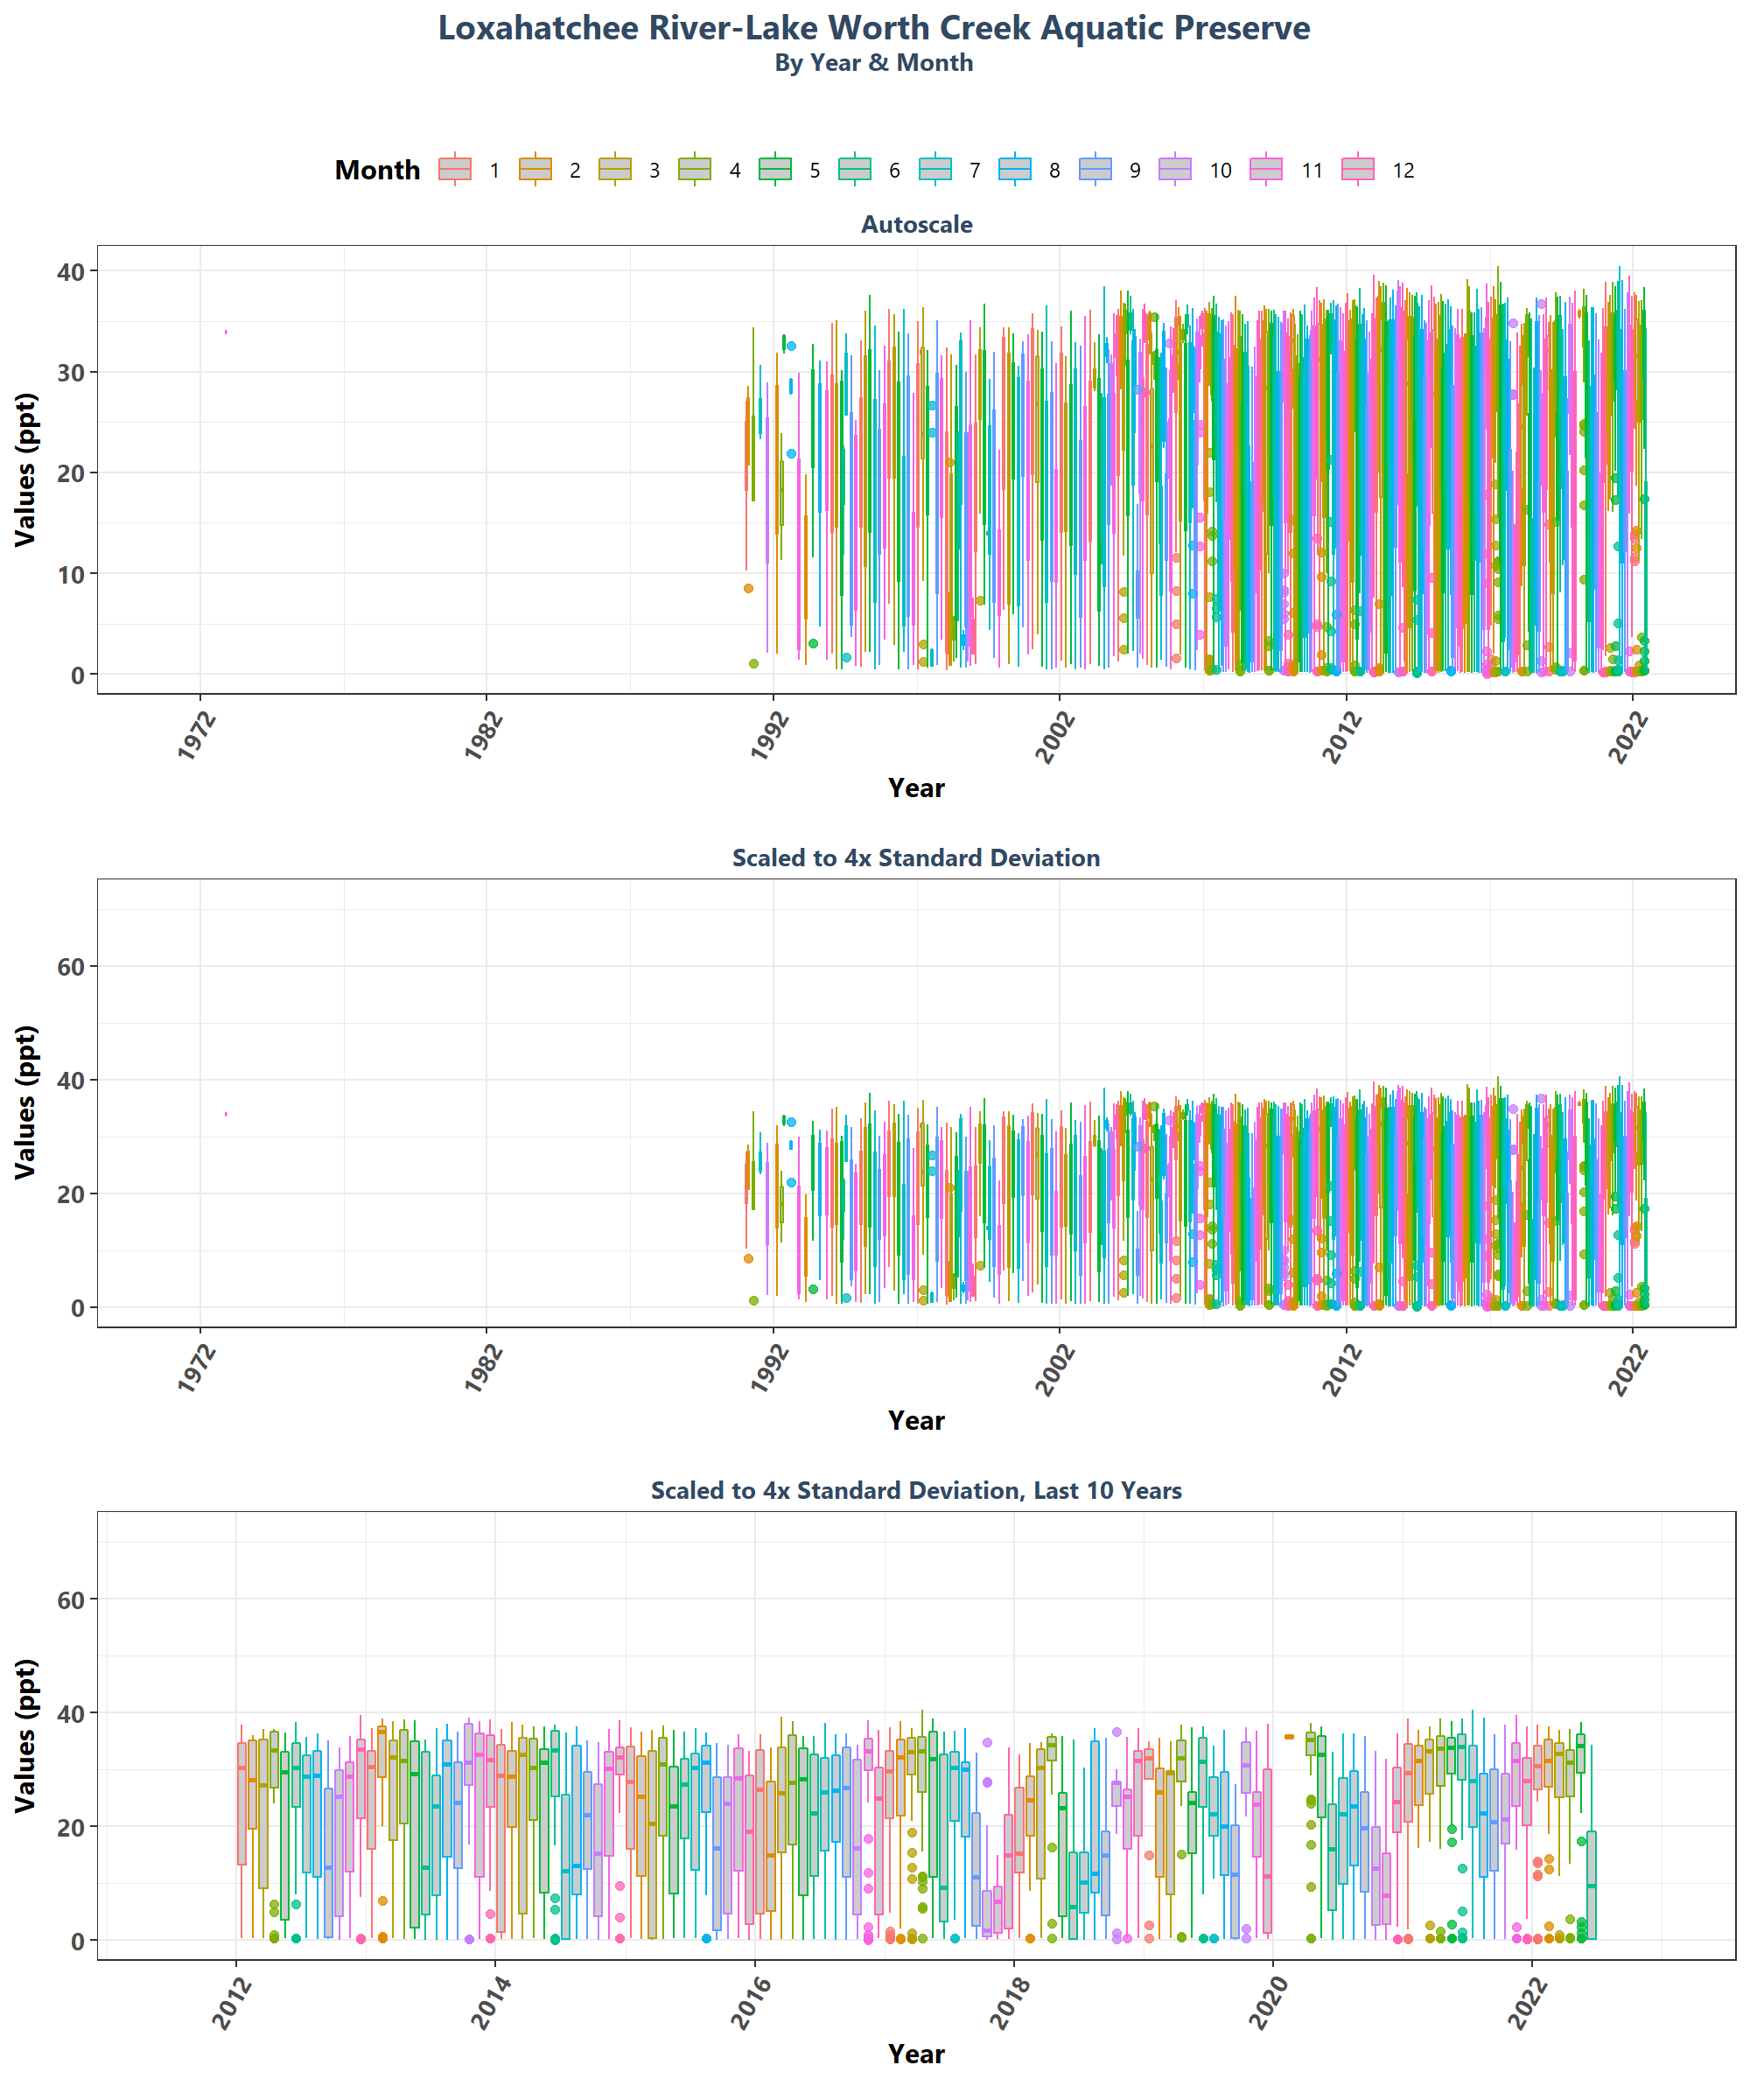 Loxahatchee River-Lake Worth Creek Aquatic Preserve
By Year & Month
Month 1 2 3 4 5 6 7 8 9 10 11 12
Autoscale
Values (ppt)
40
30
20
10
0
1972 1982 1992 2002 2012 2022
Year
Scaled to 4x Standard Deviation
Values (ppt)
60
40
20
0
1972 1982 1992 2002 2012 2022
Year
Scaled to 4x Standard Deviation, Last 10 Years
Values (ppt)
60
40
20
0
2012 2014 2016 2018 2020 2022
Year